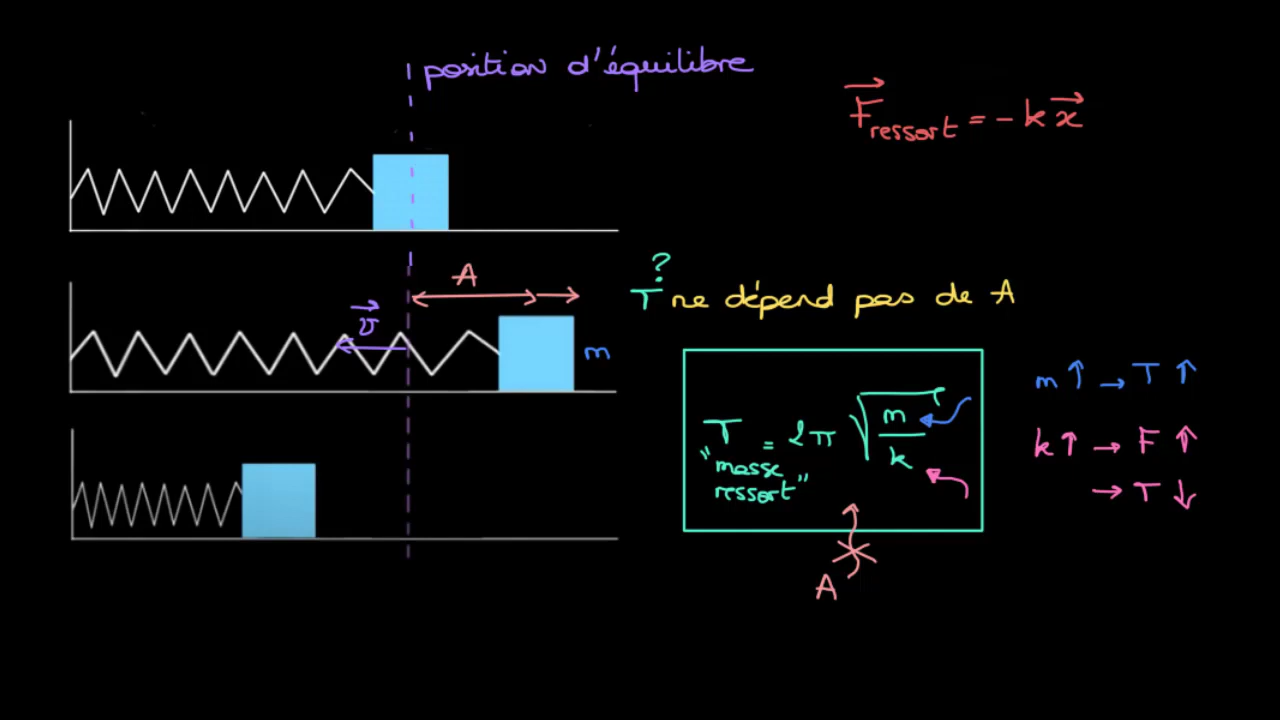 position d'équilibre
F ressort = - k x
A
?
T ne dépend pas de A
v
m
m ↑ → T ↑
T "masse ressort" = 2π √(m/k)
k ↑ → F ↑
→ T ↓
A